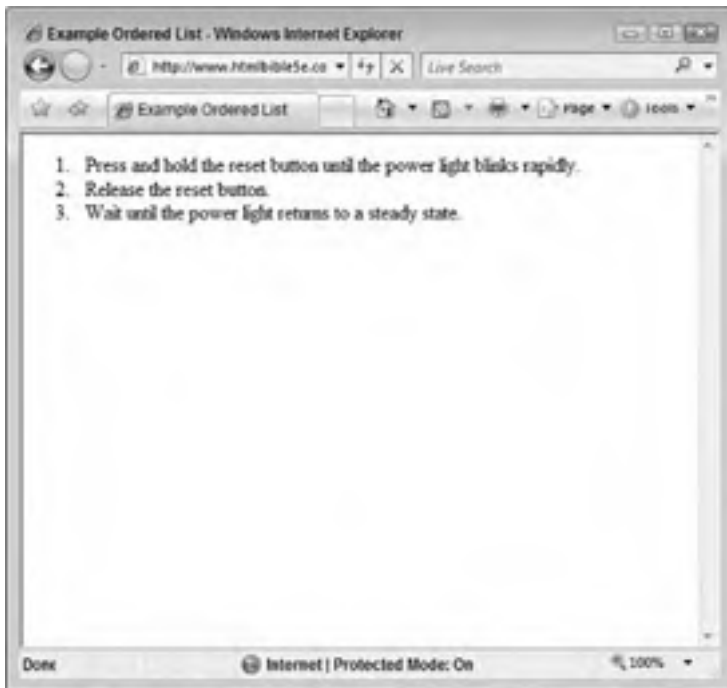 Example Ordered List - Windows Internet Explorer
http://www.htmlbible5e.co
Live Search
Example Ordered List
Page
Tools
1. Press and hold the reset button until the power light blinks rapidly.
2. Release the reset button.
3. Wait until the power light returns to a steady state.
Done
Internet | Protected Mode: On
100%